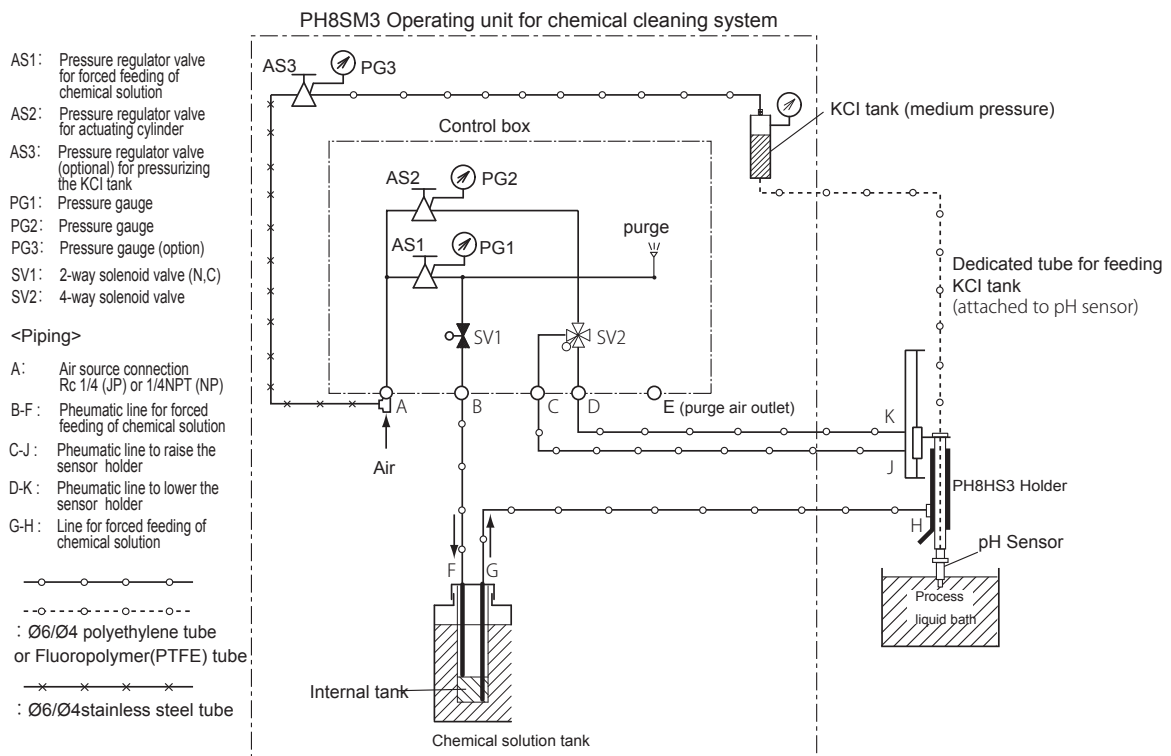 PH8SM3 Operating unit for chemical cleaning system
AS1: Pressure regulator valve
for forced feeding of
chemical solution
AS2: Pressure regulator valve
for actuating cylinder
AS3: Pressure regulator valve
(optional) for pressurizing
the KCI tank
PG1: Pressure gauge
PG2: Pressure gauge
PG3: Pressure gauge (option)
SV1: 2-way solenoid valve (N,C)
SV2: 4-way solenoid valve
<Piping>
A: Air source connection
Rc 1/4 (JP) or 1/4NPT (NP)
B-F : Pneumatic line for forced
feeding of chemical solution
C-J : Pneumatic line to raise the
sensor holder
D-K : Pneumatic line to lower the
sensor holder
G-H : Line for forced feeding of
chemical solution
: Ø6/Ø4 polyethylene tube
or Fluoropolymer(PTFE) tube
: Ø6/Ø4stainless steel tube
AS3
PG3
KCI tank (medium pressure)
Control box
AS2
PG2
AS1
PG1
purge
Dedicated tube for feeding
KCI tank
(attached to pH sensor)
SV1
SV2
A
B
C
D
E (purge air outlet)
Air
K
J
PH8HS3 Holder
H
pH Sensor
F
G
Process
liquid bath
Internal tank
Chemical solution tank